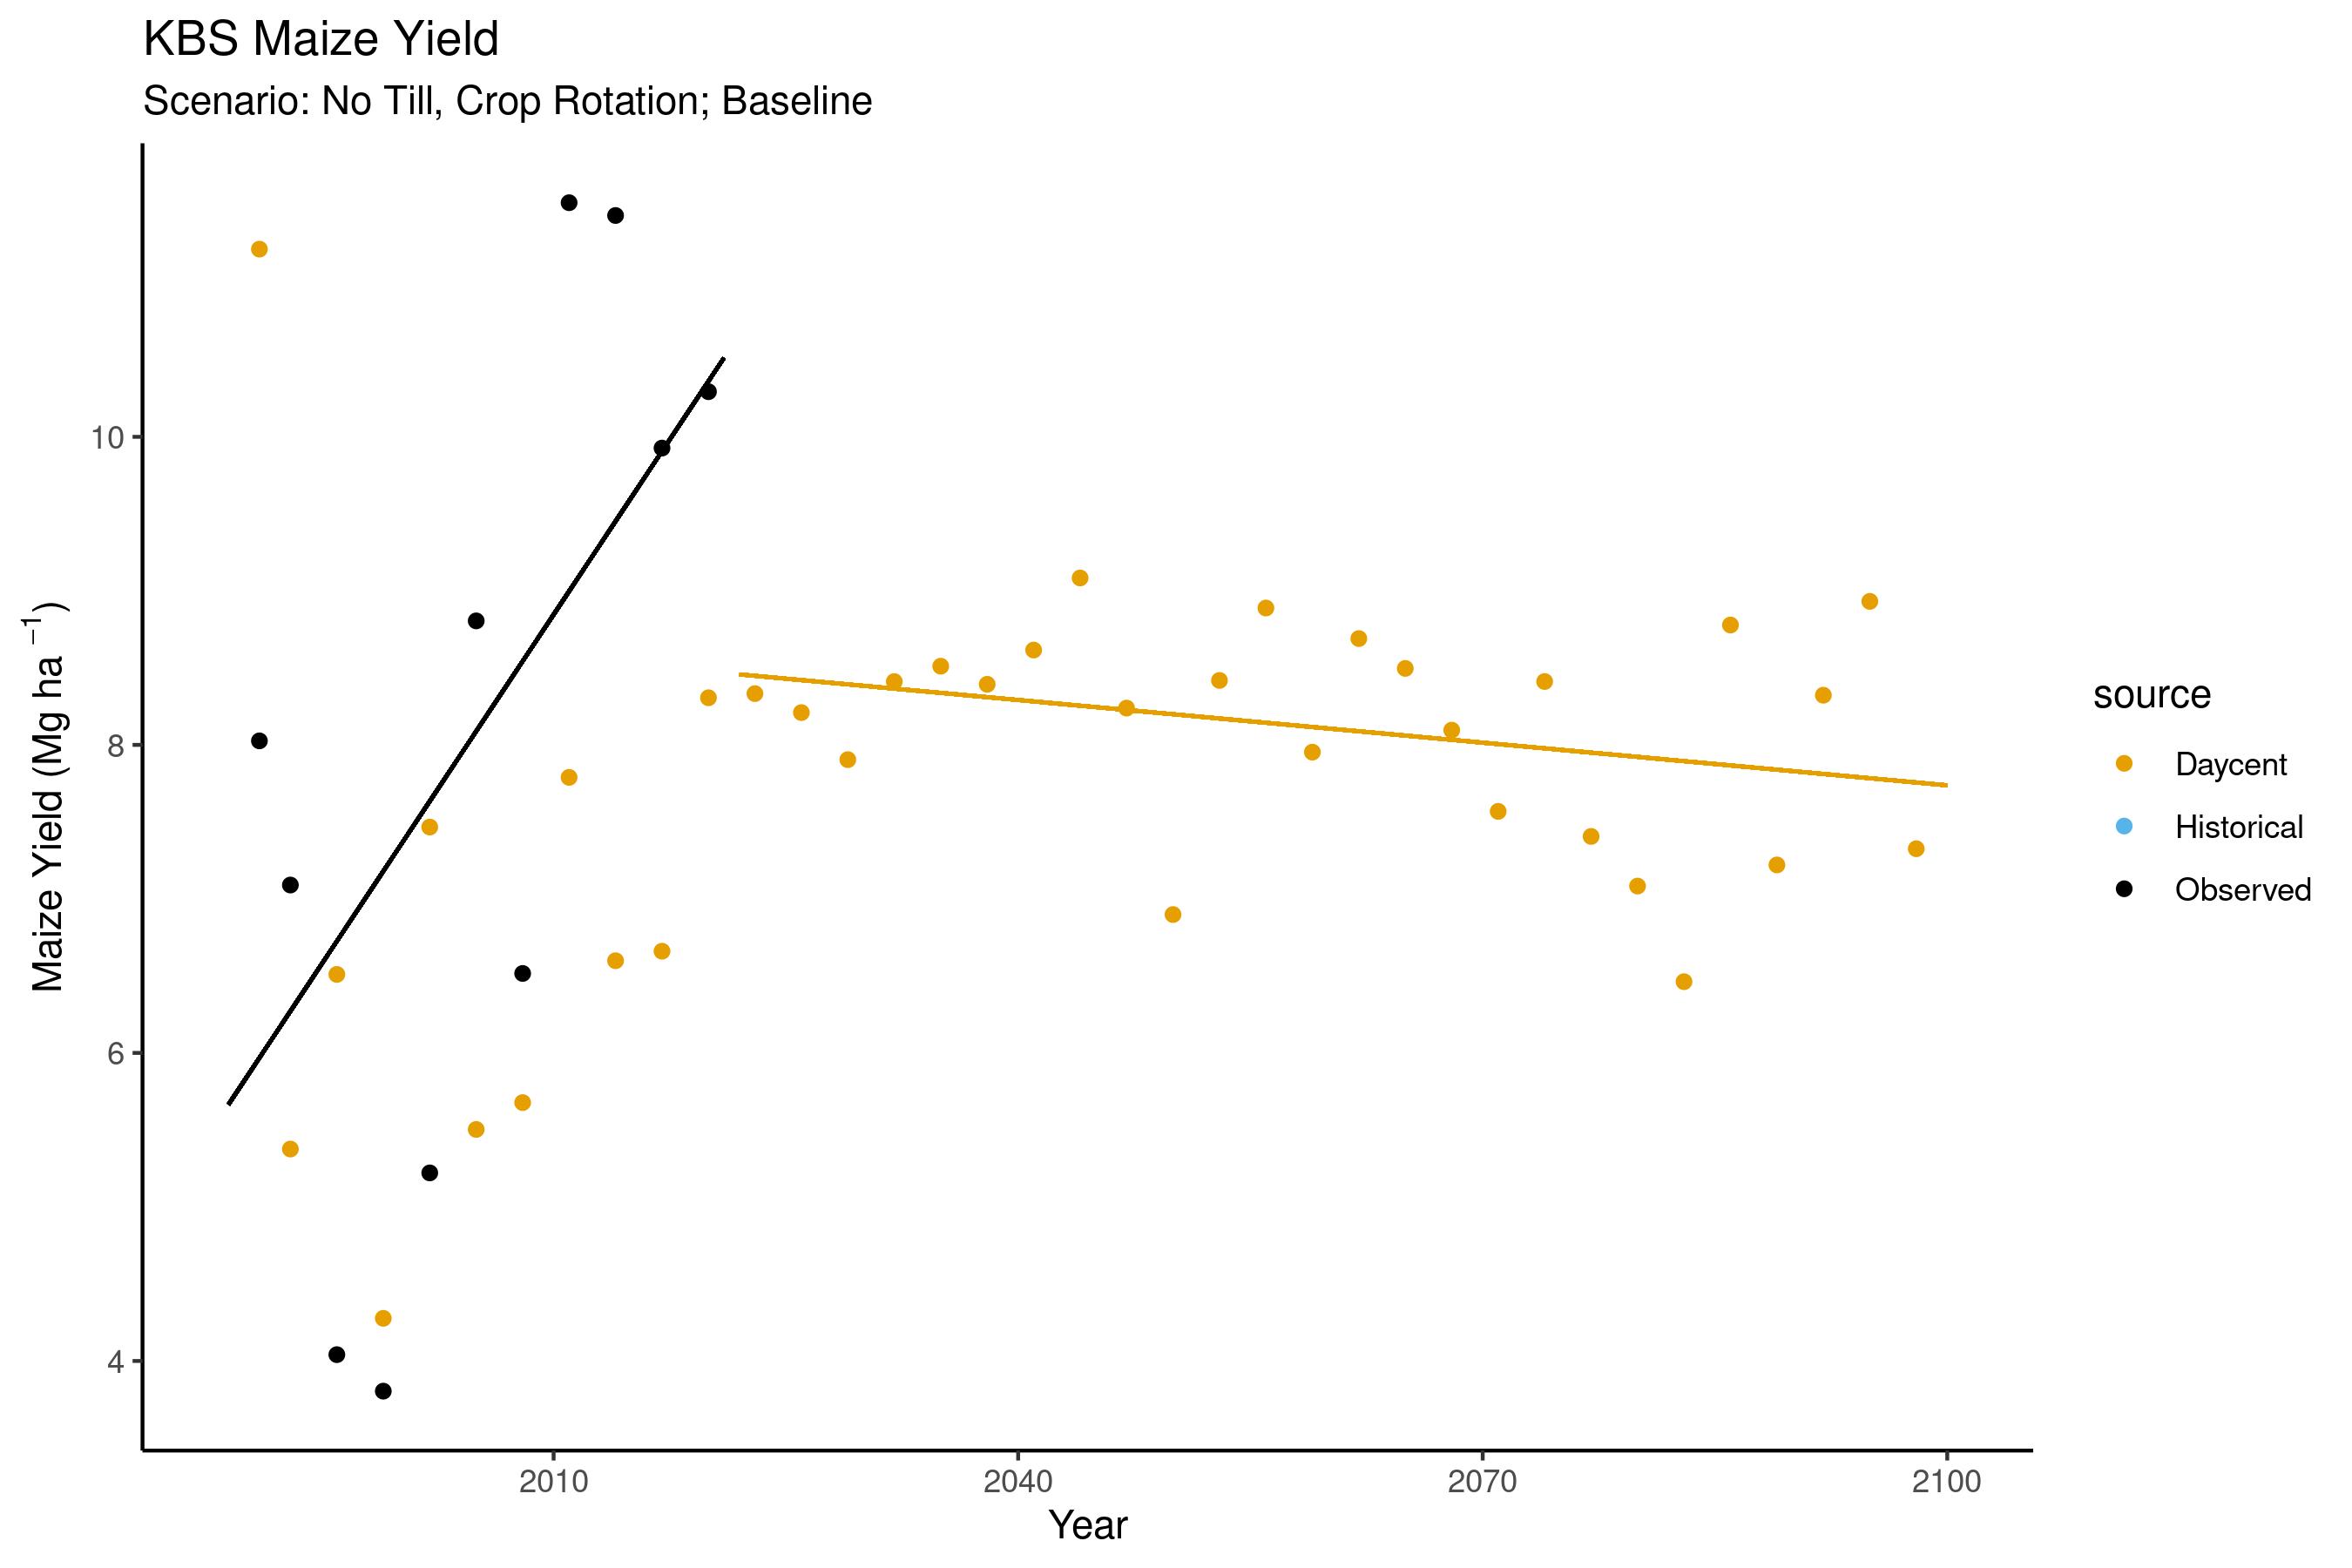 KBS Maize Yield
Scenario: No Till, Crop Rotation; Baseline
Maize Yield (Mg ha −1)
10
8
6
4
2010
2040
2070
2100
Year
source
Daycent
Historical
Observed